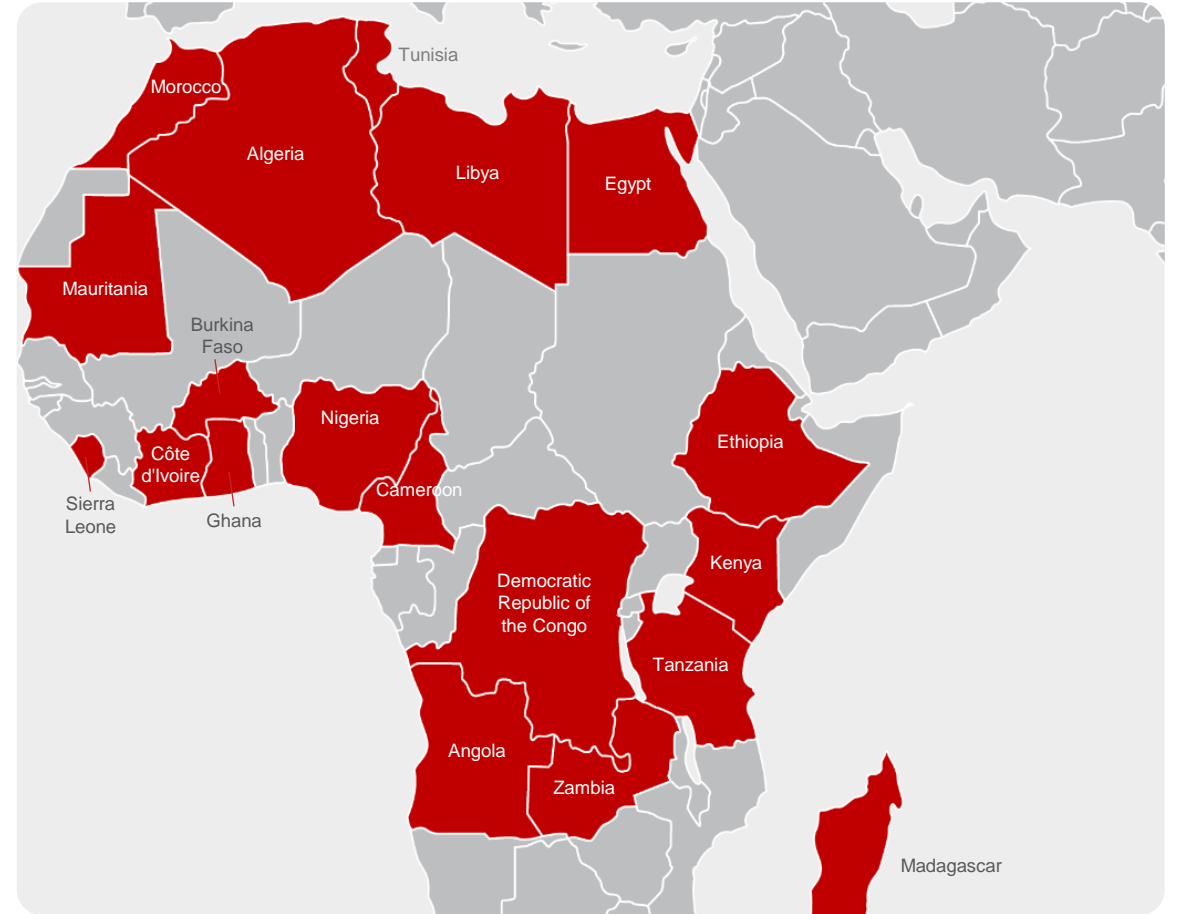 Tunisia
Morocco
Algeria
Libya
Egypt
Mauritania
Burkina
Faso
Nigeria
Côte
d'Ivoire
Ethiopia
Cameroon
Sierra
Leone
Ghana
Kenya
Democratic
Republic of
the Congo
Tanzania
Angola
Zambia
Madagascar